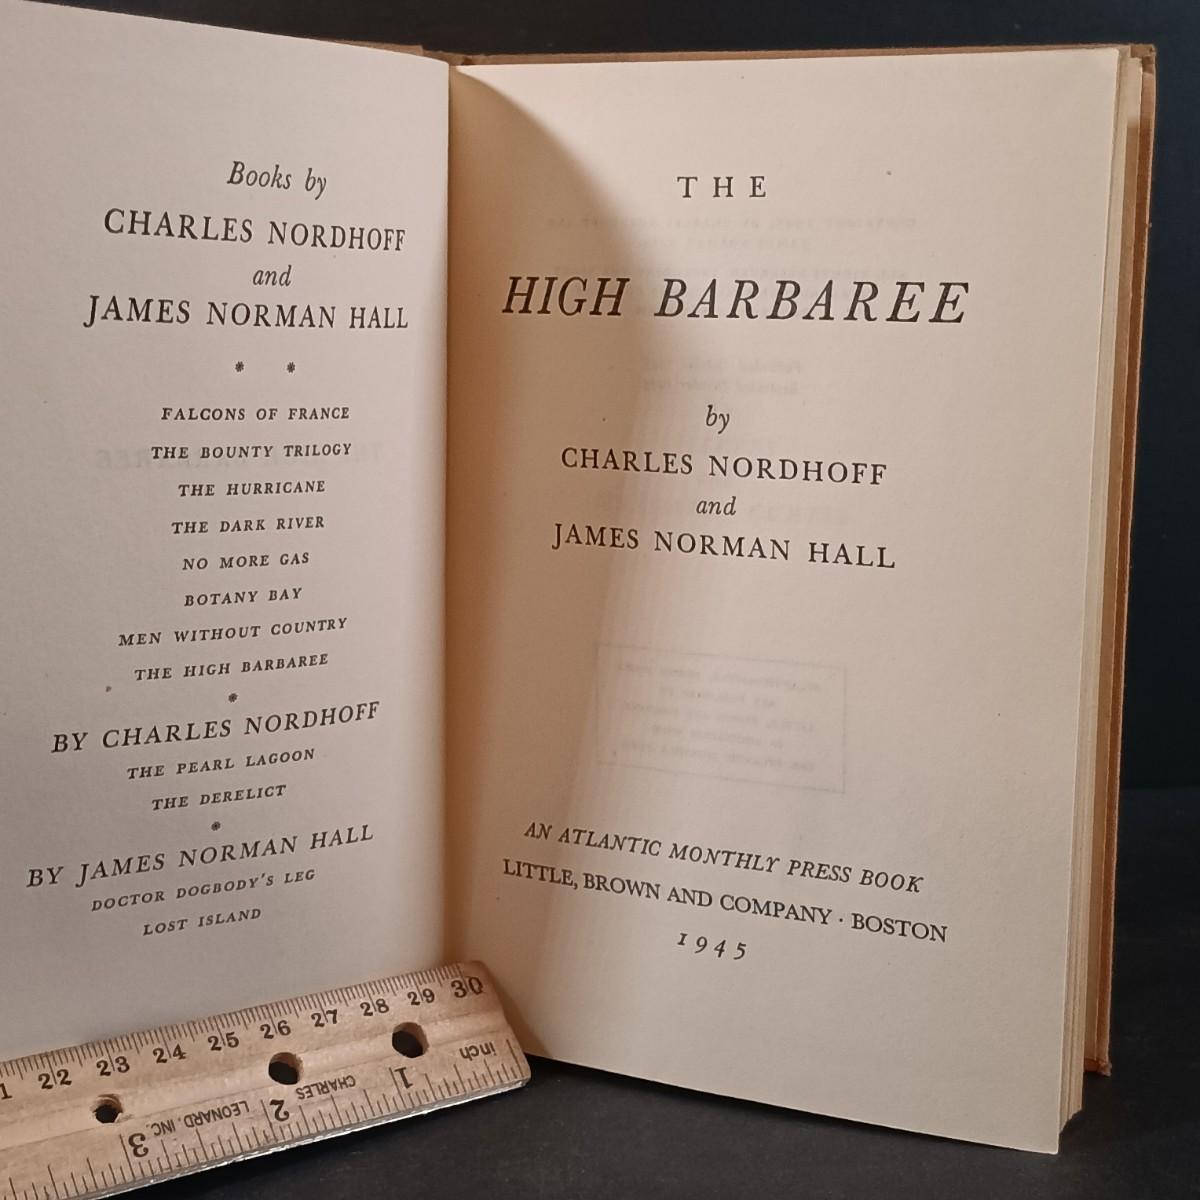 Books by
CHARLES NORDHOFF
and
JAMES NORMAN HALL
* *
FALCONS OF FRANCE
THE BOUNTY TRILOGY
THE HURRICANE
THE DARK RIVER
NO MORE GAS
BOTANY BAY
MEN WITHOUT COUNTRY
THE HIGH BARBAREE
*
BY CHARLES NORDHOFF
THE PEARL LAGOON
THE DERELICT
*
BY JAMES NORMAN HALL
DOCTOR DOGBODY'S LEG
LOST ISLAND
THE
HIGH BARBAREE
by
CHARLES NORDHOFF
and
JAMES NORMAN HALL
AN ATLANTIC MONTHLY PRESS BOOK
LITTLE, BROWN AND COMPANY · BOSTON
1945
22 23 24 25 26 27 28 29 30
inch
1 2 3
CHARLES LEONARD, INC.